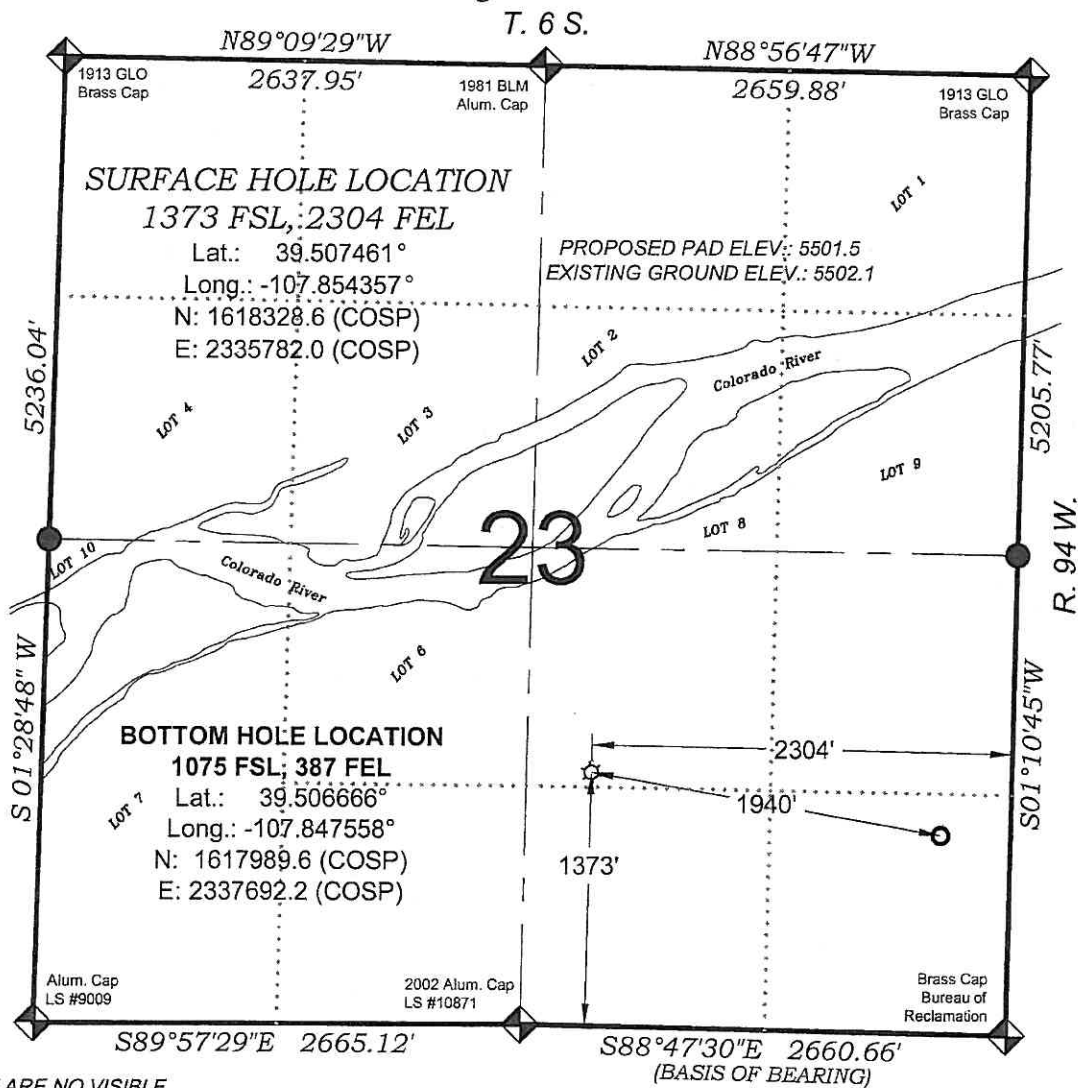 T. 6 S.
N89°09'29"W
2637.95'
N88°56'47"W
2659.88'
1913 GLO
Brass Cap
1981 BLM
Alum. Cap
1913 GLO
Brass Cap
SURFACE HOLE LOCATION
1373 FSL, 2304 FEL
Lat.: 39.507461°
Long.: -107.854357°
N: 1618328.6 (COSP)
E: 2335782.0 (COSP)
LOT 1
PROPOSED PAD ELEV.: 5501.5
EXISTING GROUND ELEV.: 5502.1
5236.04'
5205.77'
LOT 2
Colorado River
LOT 4
LOT 3
LOT 9
LOT 8
23
LOT 10
Colorado River
R. 94 W.
LOT 6
S 01°28'48" W
S01°10'45"W
BOTTOM HOLE LOCATION
1075 FSL, 387 FEL
Lat.: 39.506666°
Long.: -107.847558°
N: 1617989.6 (COSP)
E: 2337692.2 (COSP)
LOT 7
2304'
1940'
1373'
Alum. Cap
LS #9009
2002 Alum. Cap
LS #10871
Brass Cap
Bureau of
Reclamation
S89°57'29"E 2665.12'
S88°47'30"E 2660.66'
(BASIS OF BEARING)
ARE NO VISIBLE